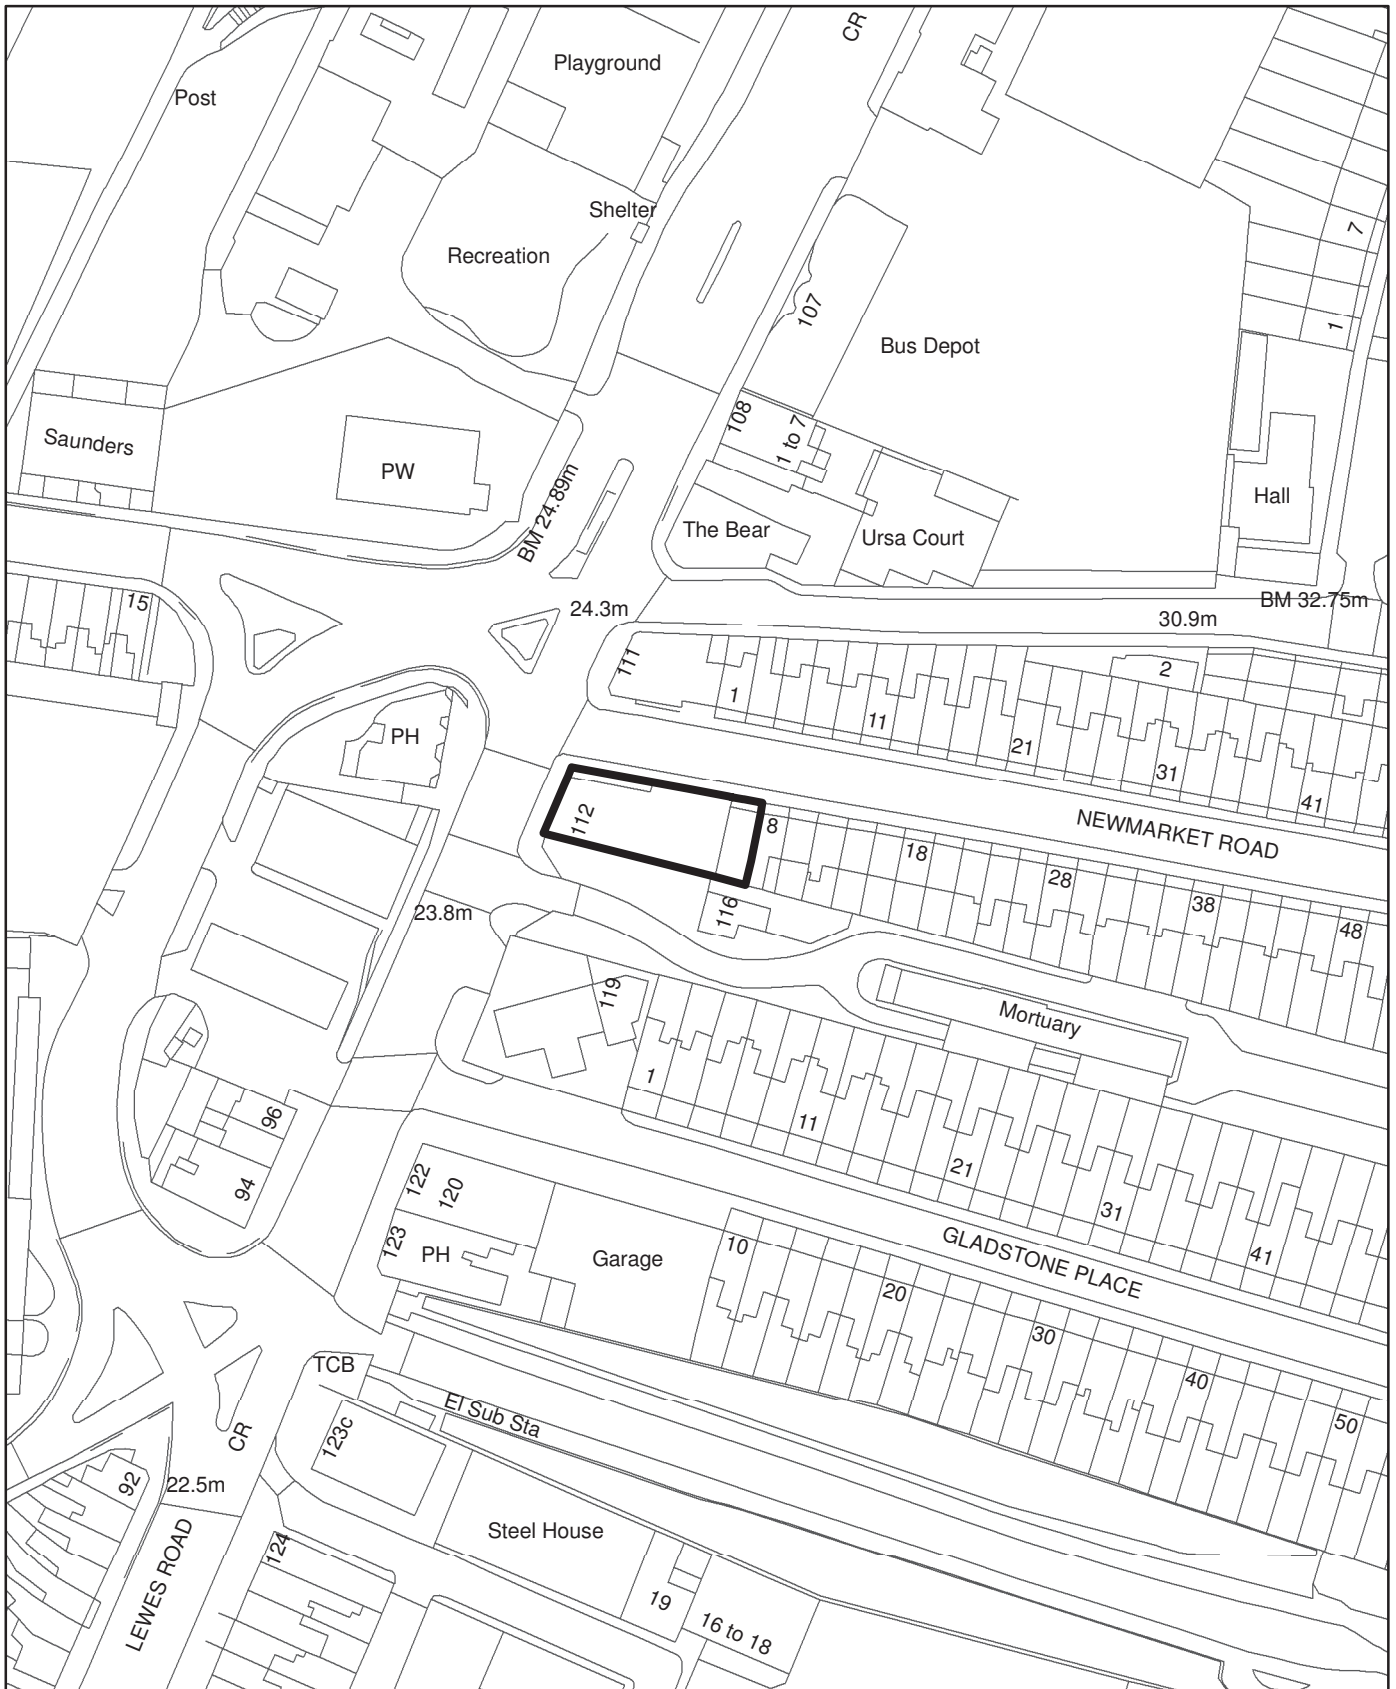 CR
Playground
Post
Shelter
7
Recreation
107
1
Bus Depot
108
1 to 7
Saunders
PW
BM 24.89m
Hall
The Bear
Ursa Court
15
24.3m
BM 32.75m
30.9m
111
2
1
11
21
31
41
PH
112
8
NEWMARKET ROAD
18
28
38
48
116
23.8m
119
Mortuary
1
11
21
31
41
96
94
122
120
123
PH
Garage
10
GLADSTONE PLACE
20
30
40
50
TCB
El Sub Sta
CR
123c
92
22.5m
Steel House
LEWES ROAD
124
19
16 to 18